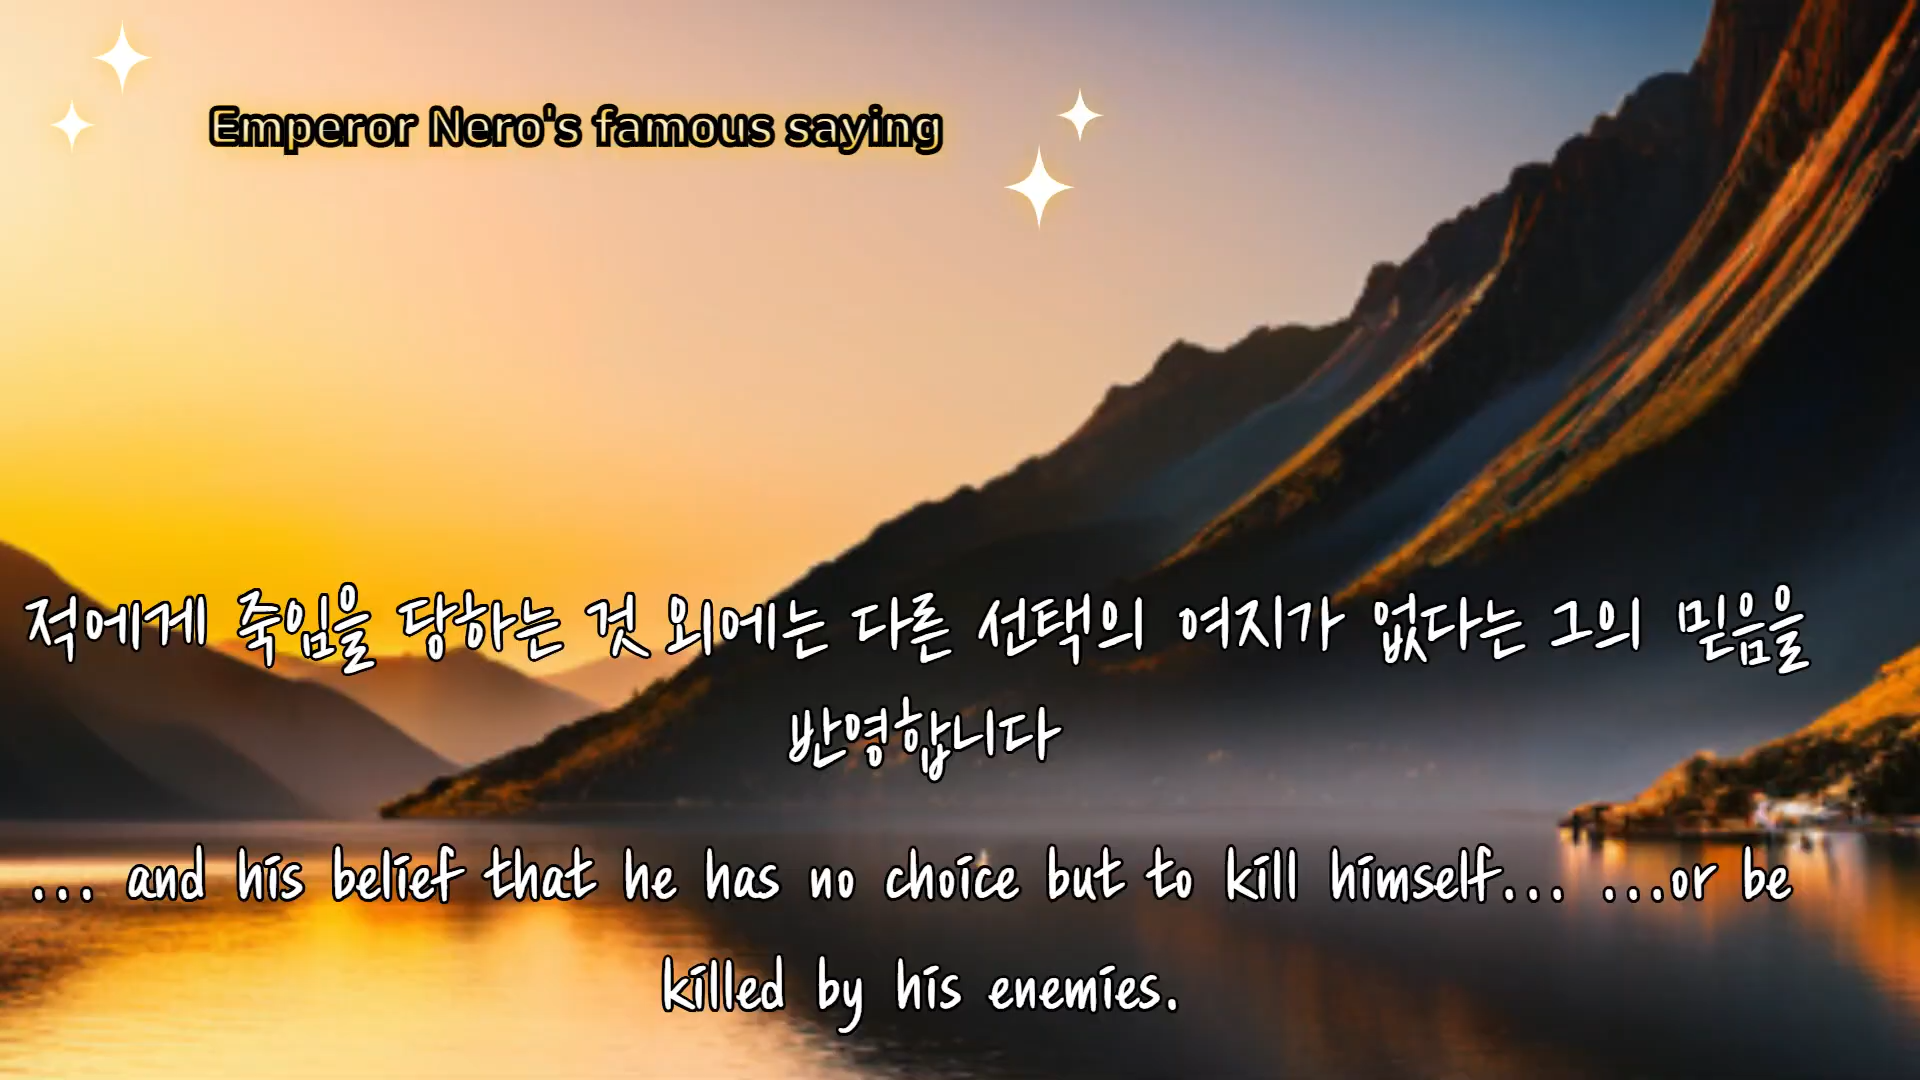 Emperor Nero's famous saying
적에게 죽임을 당하는 것 외에는 다른 선택의 여지가 없다는 그의 믿음을
반영합니다
... and his belief that he has no choice but to kill himself... ...or be
killed by his enemies.